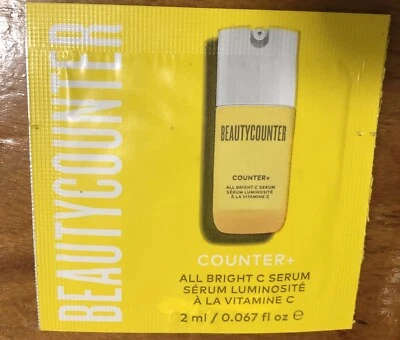 BEAUTYCOUNTER
BEAUTYCOUNTER
COUNTER+
ALL BRIGHT C SERUM
SÉRUM LUMINOSITÉ
À LA VITAMINE C
COUNTER+
ALL BRIGHT C SERUM
SÉRUM LUMINOSITÉ
À LA VITAMINE C
2 ml / 0.067 fl oz ℮